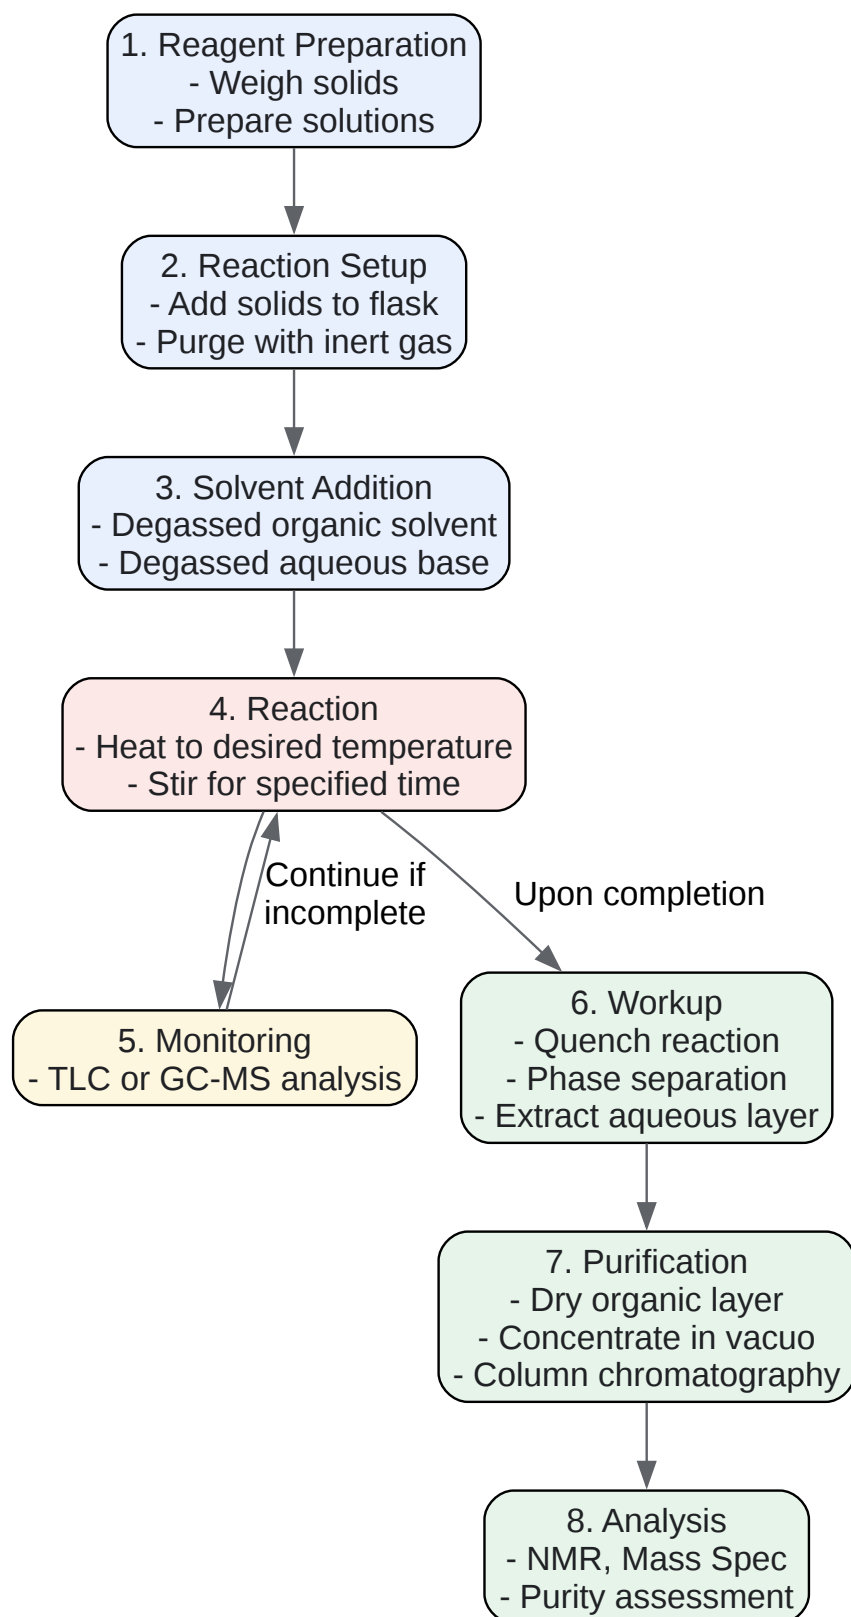 1. Reagent Preparation
- Weigh solids
- Prepare solutions
2. Reaction Setup
- Add solids to flask
- Purge with inert gas
3. Solvent Addition
- Degassed organic solvent
- Degassed aqueous base
4. Reaction
- Heat to desired temperature
- Stir for specified time
Continue if
incomplete
Upon completion
5. Monitoring
- TLC or GC-MS analysis
6. Workup
- Quench reaction
- Phase separation
- Extract aqueous layer
7. Purification
- Dry organic layer
- Concentrate in vacuo
- Column chromatography
8. Analysis
- NMR, Mass Spec
- Purity assessment